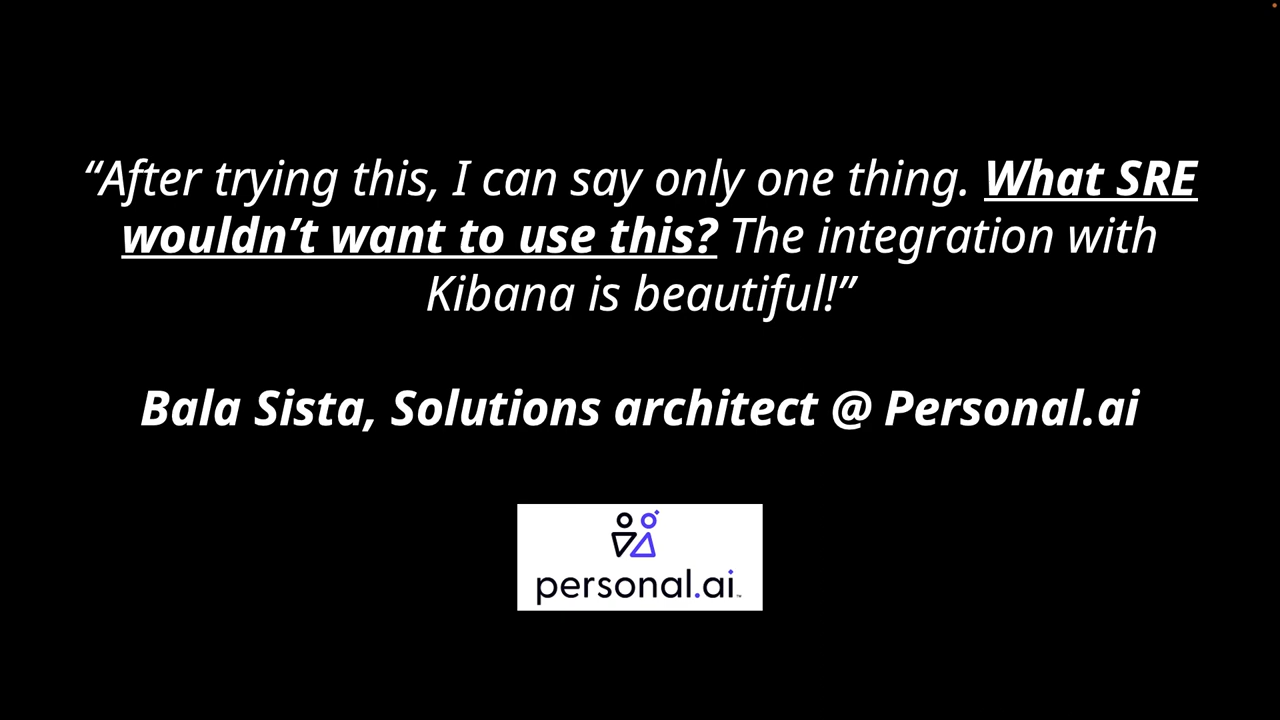 “After trying this, I can say only one thing. What SRE
wouldn’t want to use this? The integration with
Kibana is beautiful!”
Bala Sista, Solutions architect @ Personal.ai
personal.ai™